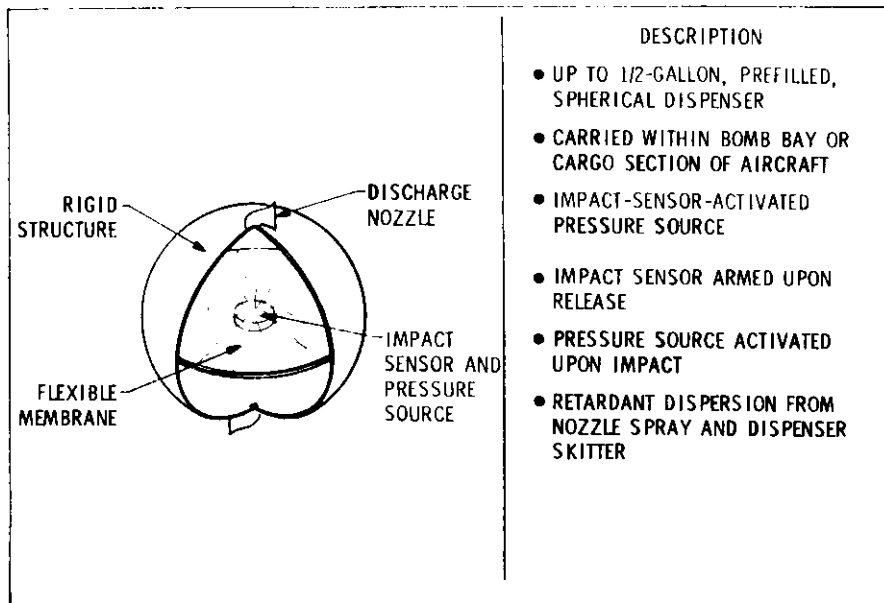 RIGID
STRUCTURE
DISCHARGE
NOZZLE
IMPACT
SENSOR AND
PRESSURE
SOURCE
FLEXIBLE
MEMBRANE
DESCRIPTION
● UP TO 1/2-GALLON, PREFILLED,
SPHERICAL DISPENSER
● CARRIED WITHIN BOMB BAY OR
CARGO SECTION OF AIRCRAFT
● IMPACT-SENSOR-ACTIVATED
PRESSURE SOURCE
● IMPACT SENSOR ARMED UPON
RELEASE
● PRESSURE SOURCE ACTIVATED
UPON IMPACT
● RETARDANT DISPERSION FROM
NOZZLE SPRAY AND DISPENSER
SKITTER